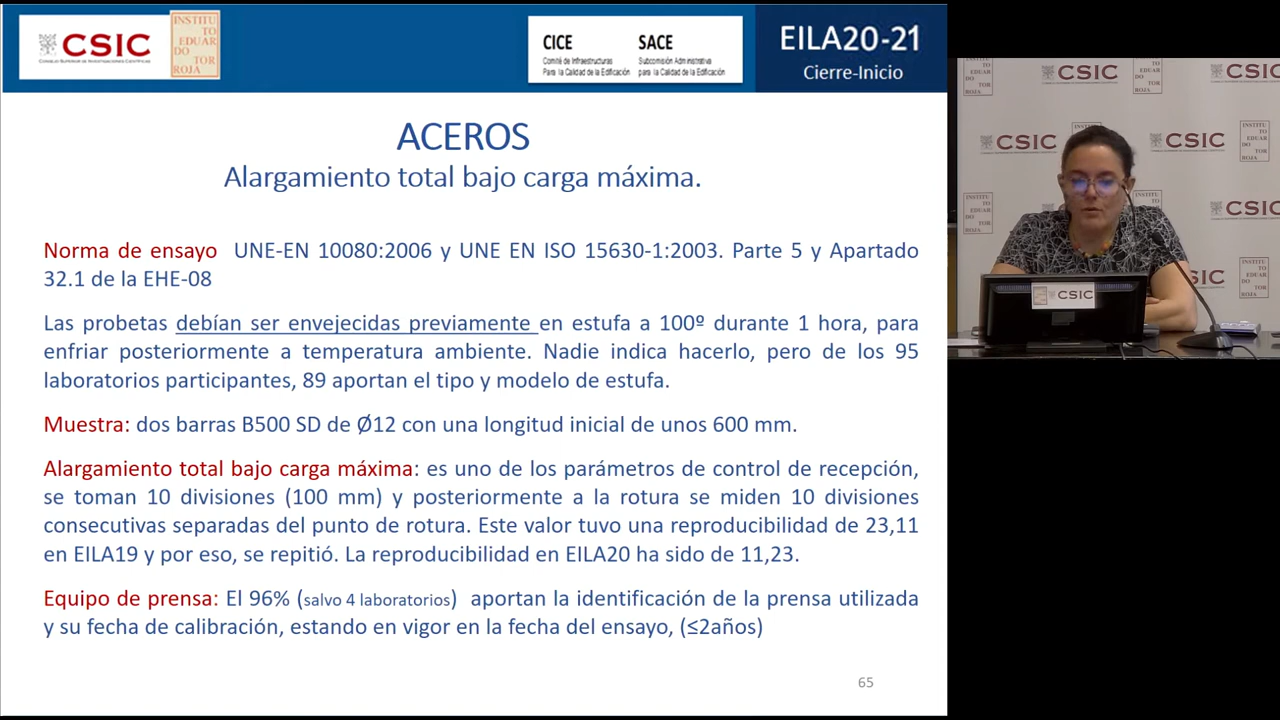 CSIC
CONSEJO SUPERIOR DE INVESTIGACIONES CIENTÍFICAS
INSTITU
TO
EDUAR
DO TOR
ROJA
CICE
Comité de Infraestructuras
Para la Calidad de la Edificación
SACE
Subcomisión Administrativa
para la Calidad de la Edificación
EILA20-21
Cierre-Inicio
ACEROS
Alargamiento total bajo carga máxima.
Norma de ensayo UNE-EN 10080:2006 y UNE EN ISO 15630-1:2003. Parte 5 y Apartado
32.1 de la EHE-08
Las probetas debían ser envejecidas previamente en estufa a 100º durante 1 hora, para
enfriar posteriormente a temperatura ambiente. Nadie indica hacerlo, pero de los 95
laboratorios participantes, 89 aportan el tipo y modelo de estufa.
Muestra: dos barras B500 SD de Ø12 con una longitud inicial de unos 600 mm.
Alargamiento total bajo carga máxima: es uno de los parámetros de control de recepción,
se toman 10 divisiones (100 mm) y posteriormente a la rotura se miden 10 divisiones
consecutivas separadas del punto de rotura. Este valor tuvo una reproducibilidad de 23,11
en EILA19 y por eso, se repitió. La reproducibilidad en EILA20 ha sido de 11,23.
Equipo de prensa: El 96% (salvo 4 laboratorios) aportan la identificación de la prensa utilizada
y su fecha de calibración, estando en vigor en la fecha del ensayo, (≤2años)
65
CSIC
CSIC
CSIC
CSIC
CSIC
CSIC
CSIC